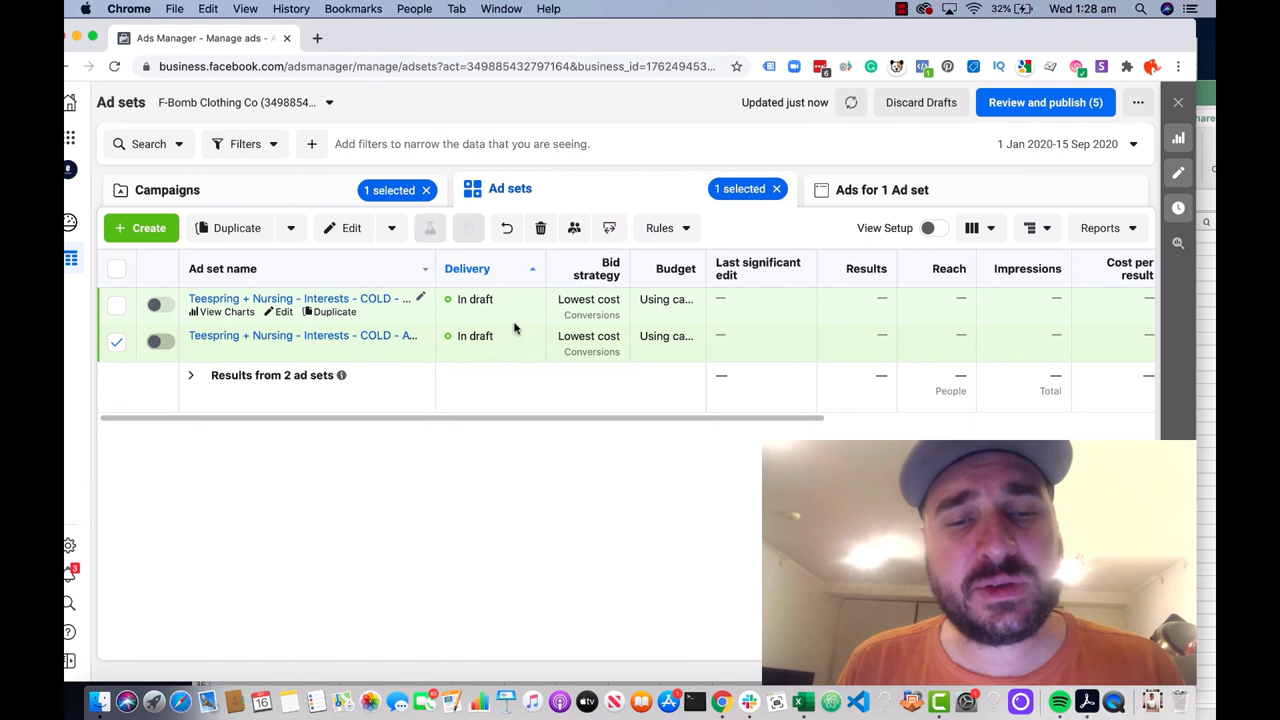 Chrome File Edit View History Bookmarks People Tab Window Help 32% Wed 1:28 am
Ads Manager - Manage ads - A
business.facebook.com/adsmanager/manage/adsets?act=349885432797164&business_id=176249453...
Ad sets F-Bomb Clothing Co (3498854... Updated just now Discard Drafts Review and publish (5)
Search Filters Add filters to narrow the data that you are seeing. 1 Jan 2020-15 Sep 2020
Campaigns 1 selected Ad sets 1 selected Ads for 1 Ad set
Create Duplicate Edit Rules View Setup Reports
Ad set name Delivery Bid strategy Budget Last significant edit Results Reach Impressions Cost per result
Teespring + Nursing - Interests - COLD - ... In draft Lowest cost Using ca... — — — — —
View Charts Edit Duplicate Conversions
Teespring + Nursing - Interests - COLD - A... In draft Lowest cost Using ca... — — — — —
Conversions
Results from 2 ad sets — — — — —
People Total